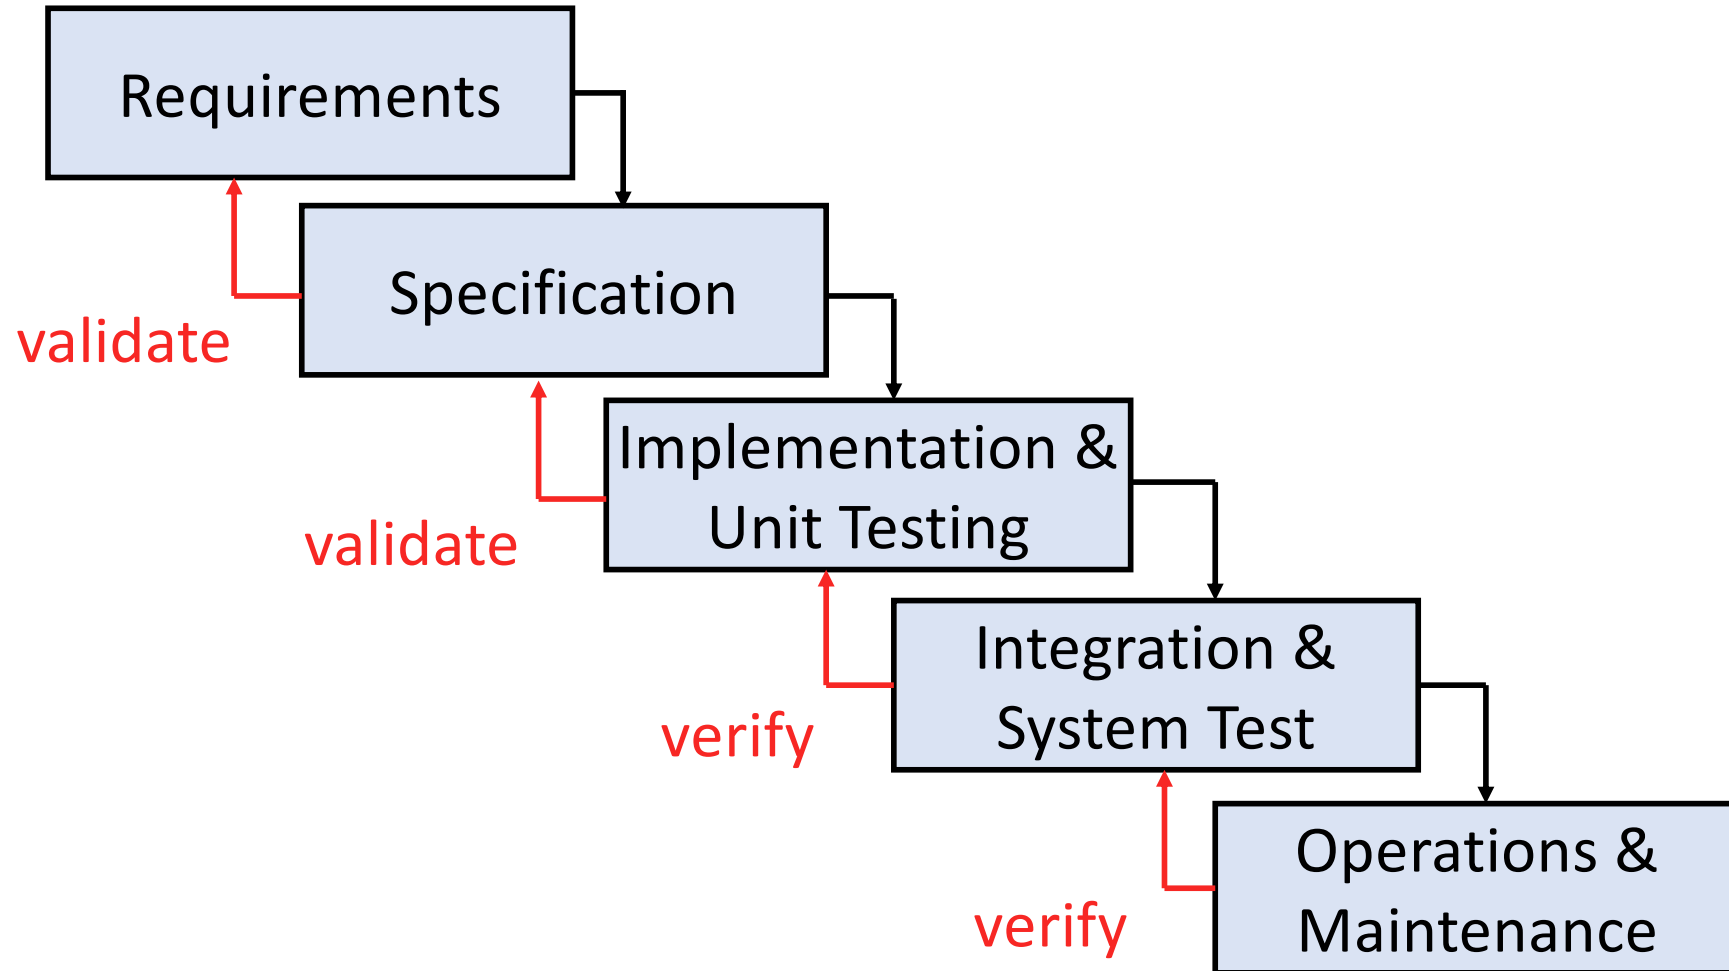 Requirements
Specification
validate
Implementation &
Unit Testing
validate
Integration &
System Test
verify
Operations &
Maintenance
verify